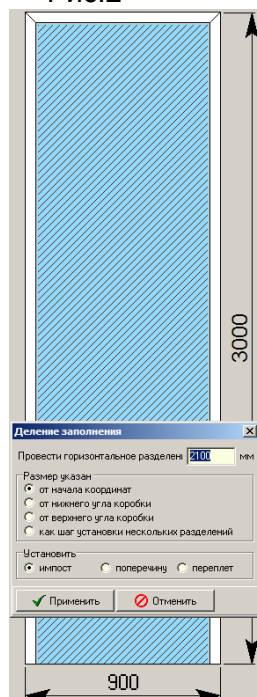 Рис.2
3000
Деление заполнения
Провести горизонтальное разделени 2100 мм
Размер указан
от начала координат
от нижнего угла коробки
от верхнего угла коробки
как шаг установки нескольких разделений
Установить
импост поперечину переплет
Применить Отменить
900